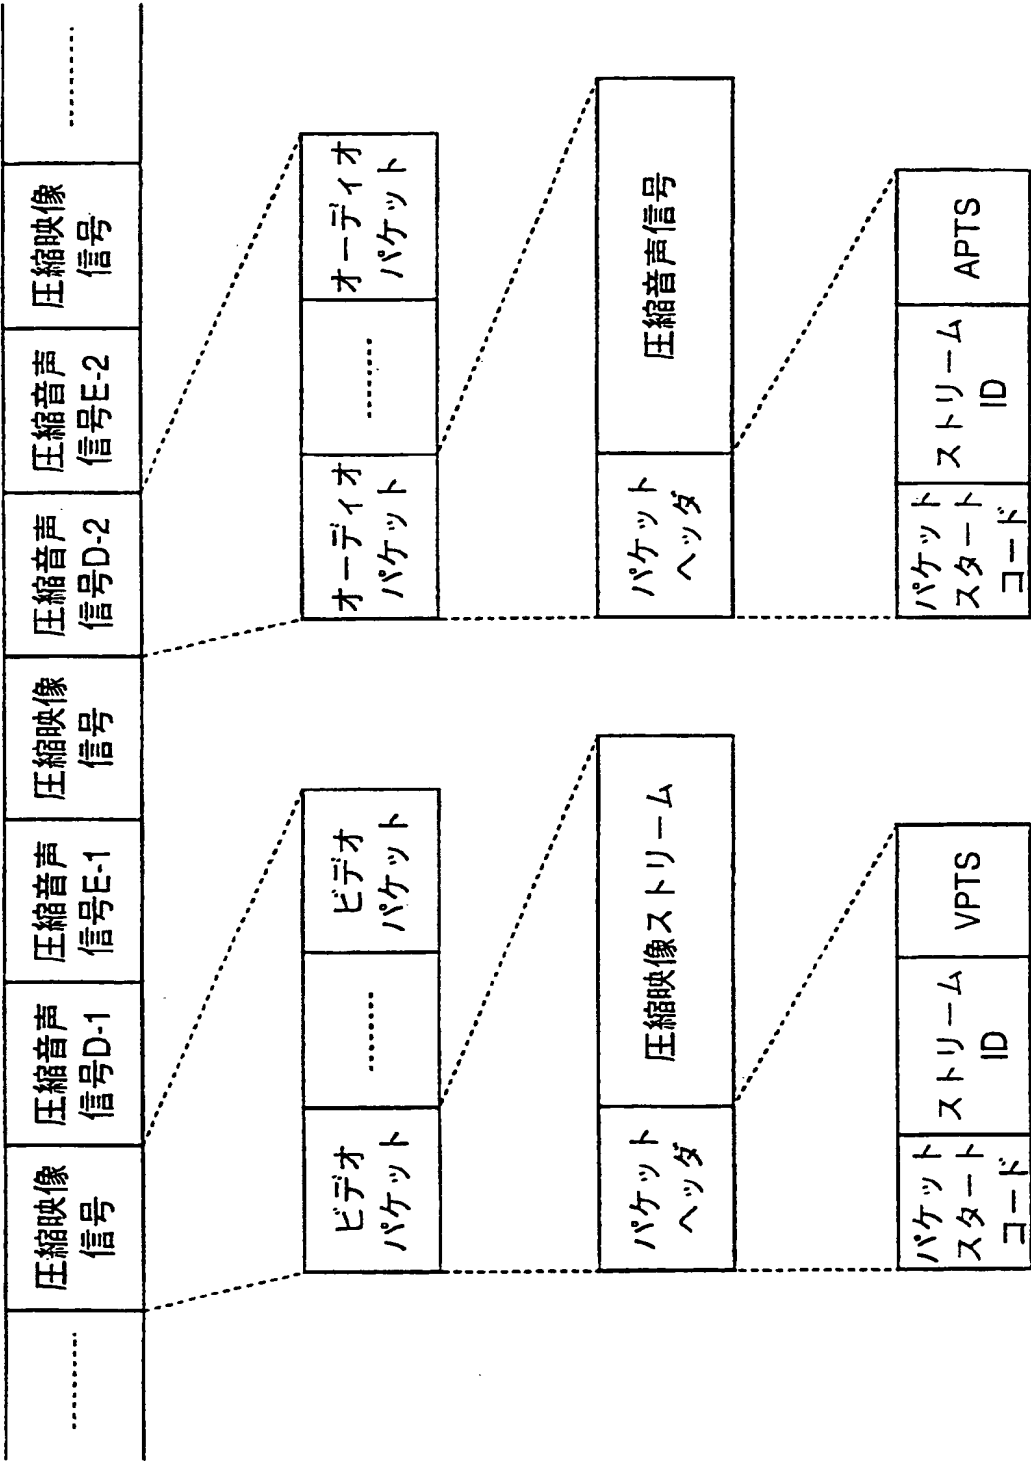 ………
圧縮映像
信号
圧縮音声
信号D-1
圧縮音声
信号E-1
圧縮映像
信号
圧縮音声
信号D-2
圧縮音声
信号E-2
圧縮映像
信号
………
ビデオ
パケット
………
ビデオ
パケット
オーディオ
パケット
………
オーディオ
パケット
パケット
ヘッダ
圧縮映像ストリーム
パケット
ヘッダ
圧縮音声信号
パケット
スタート
コード
ストリーム
ID
VPTS
パケット
スタート
コード
ストリーム
ID
APTS